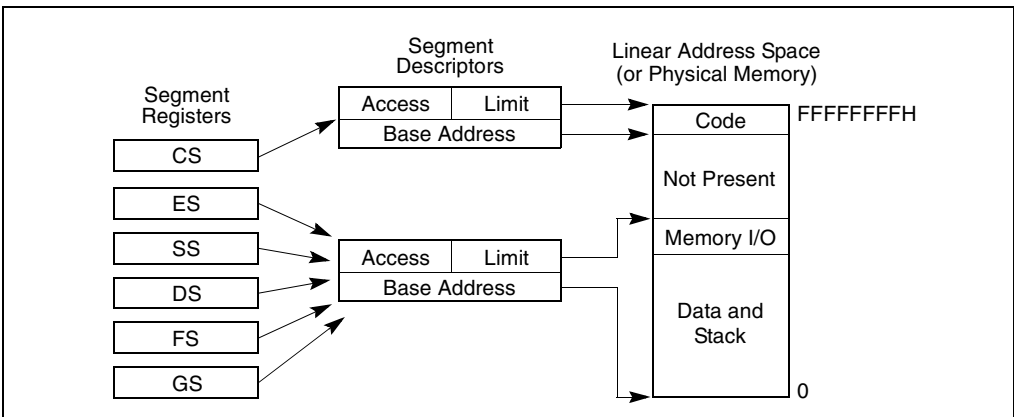 Segment
Registers
CS
ES
SS
DS
FS
GS
Segment
Descriptors
Access
Limit
Base Address
Access
Limit
Base Address
Linear Address Space
(or Physical Memory)
Code
FFFFFFFFH
Not Present
Memory I/O
Data and
Stack
0